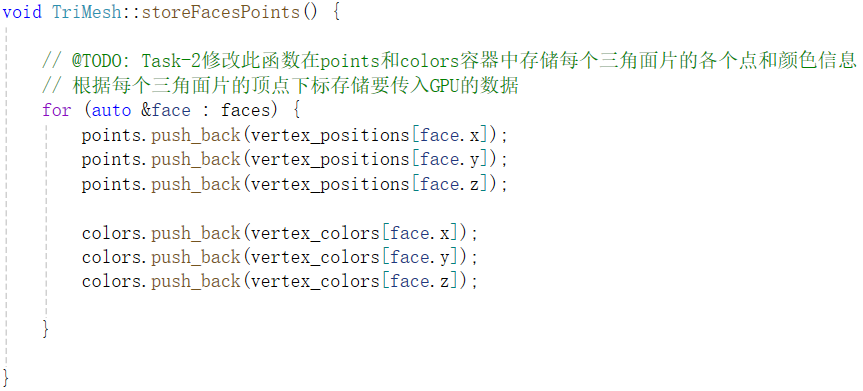 void TriMesh::storeFacesPoints() {
// @TODO: Task-2修改此函数在points和colors容器中存储每个三角面片的各个点和颜色信息
// 根据每个三角面片的顶点下标存储要传入GPU的数据
for (auto &face : faces) {
points.push_back(vertex_positions[face.x]);
points.push_back(vertex_positions[face.y]);
points.push_back(vertex_positions[face.z]);
colors.push_back(vertex_colors[face.x]);
colors.push_back(vertex_colors[face.y]);
colors.push_back(vertex_colors[face.z]);
}
}